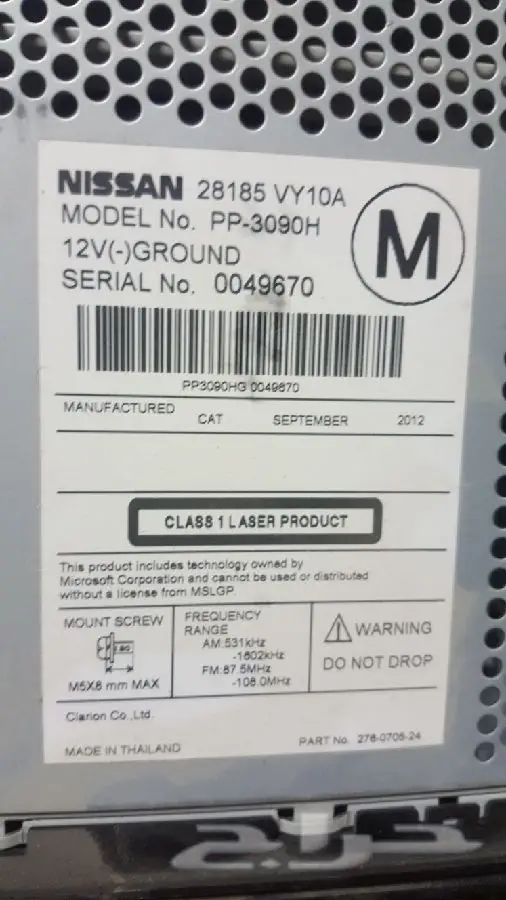 NISSAN 28185 VY10A
MODEL No. PP-3090H
12V(-)GROUND
SERIAL No. 0049670
M
PP3090HG 0049670
MANUFACTURED CAT SEPTEMBER 2012
CLASS 1 LASER PRODUCT
This product includes technology owned by
Microsoft Corporation and cannot be used or distributed
without a license from MSLGP.
MOUNT SCREW
M5X8 mm MAX
FREQUENCY
RANGE
AM:531kHz
-1602kHz
FM:87.5MHz
-108.0MHz
WARNING
DO NOT DROP
Clarion Co.,Ltd.
MADE IN THAILAND
PART No. 276-0705-24